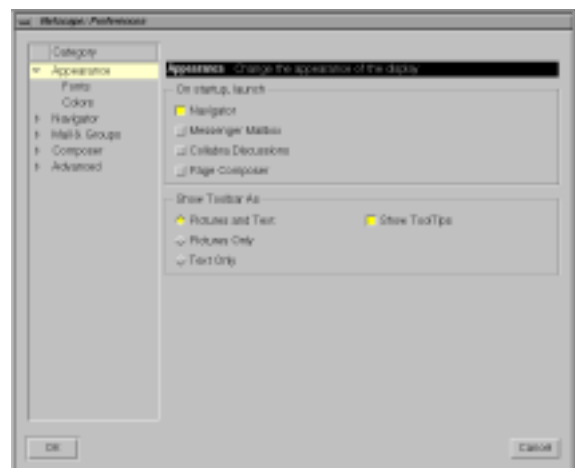 Netscape: Preferences
Category
Appearance
Fonts
Colors
Navigator
Mail & Groups
Composer
Advanced
Appearance Change the appearance of the display
On startup, launch
Navigator
Messenger Mailbox
Collabra Discussions
Page Composer
Show Toolbar As
Pictures and Text
Show ToolTips
Pictures Only
Text Only
OK
Cancel